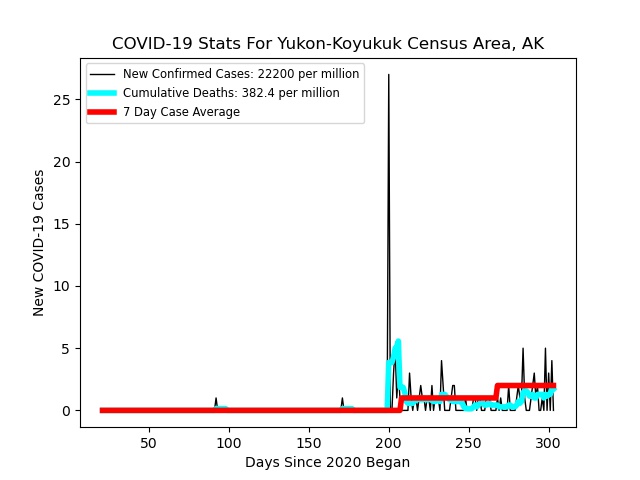 COVID-19 Stats For Yukon-Koyukuk Census Area, AK
New Confirmed Cases: 22200 per million
Cumulative Deaths: 382.4 per million
7 Day Case Average
25
20
15
10
5
0
New COVID-19 Cases
50 100 150 200 250 300
Days Since 2020 Began